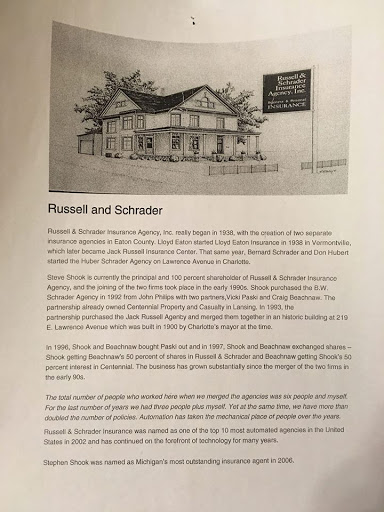 Russell &
Schrader
Insurance
Agency, Inc.
Business & Personal
INSURANCE
Russell and Schrader
Russell & Schrader Insurance Agency, Inc. really began in 1938, with the creation of two separate
insurance agencies in Eaton County. Lloyd Eaton started Lloyd Eaton Insurance in 1938 in Vermontville,
which later became Jack Russell Insurance Center. That same year, Bernard Schrader and Don Hubert
started the Huber Schrader Agency on Lawrence Avenue in Charlotte.
Steve Shook is currently the principal and 100 percent shareholder of Russell & Schrader Insurance
Agency, and the joining of the two firms took place in the early 1990s. Shook purchased the B.W.
Schrader Agency in 1992 from John Philips with two partners,Vicki Paski and Craig Beachnaw. The
partnership already owned Centennial Property and Casualty in Lansing. In 1993, the
partnership purchased the Jack Russell Agency and merged them together in an historic building at 219
E. Lawrence Avenue which was built in 1900 by Charlotte's mayor at the time.
In 1996, Shook and Beachnaw bought Paski out and in 1997, Shook and Beachnaw exchanged shares –
Shook getting Beachnaw's 50 percent of shares in Russell & Schrader and Beachnaw getting Shook's 50
percent interest in Centennial. The business has grown substantially since the merger of the two firms in
the early 90s.
The total number of people who worked here when we merged the agencies was six people and myself.
For the last number of years we had three people plus myself. Yet at the same time, we have more than
doubled the number of policies. Automation has taken the mechanical place of people over the years.
Russell & Schrader Insurance was named as one of the top 10 most automated agencies in the United
States in 2002 and has continued on the forefront of technology for many years.
Stephen Shook was named as Michigan's most outstanding insurance agent in 2006.